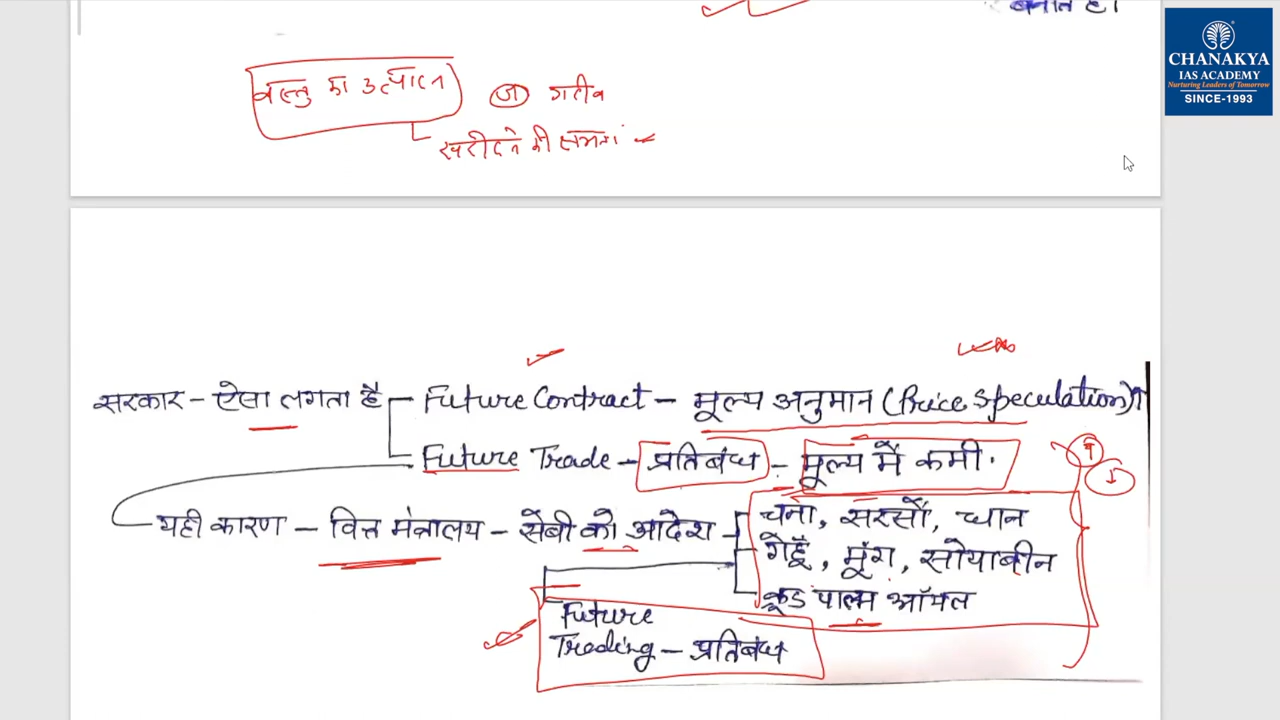 बनाते है।
CHANAKYA
IAS ACADEMY
Nurturing Leaders of Tomorrow
SINCE-1993
वस्तु का उत्पादन
गरीब
खरीदने की क्षमता
सरकार - ऐसा लगता है Future Contract - मूल्य अनुमान (Price Speculation)
Future Trade - प्रतिबंध - मूल्य में कमी.
यही कारण - वित्त मंत्रालय - सेबी को आदेश
चना, सरसों, धान
गेहूँ, मूंग, सोयाबीन
क्रूड पाल्म ऑयल
Future
Trading - प्रतिबंध